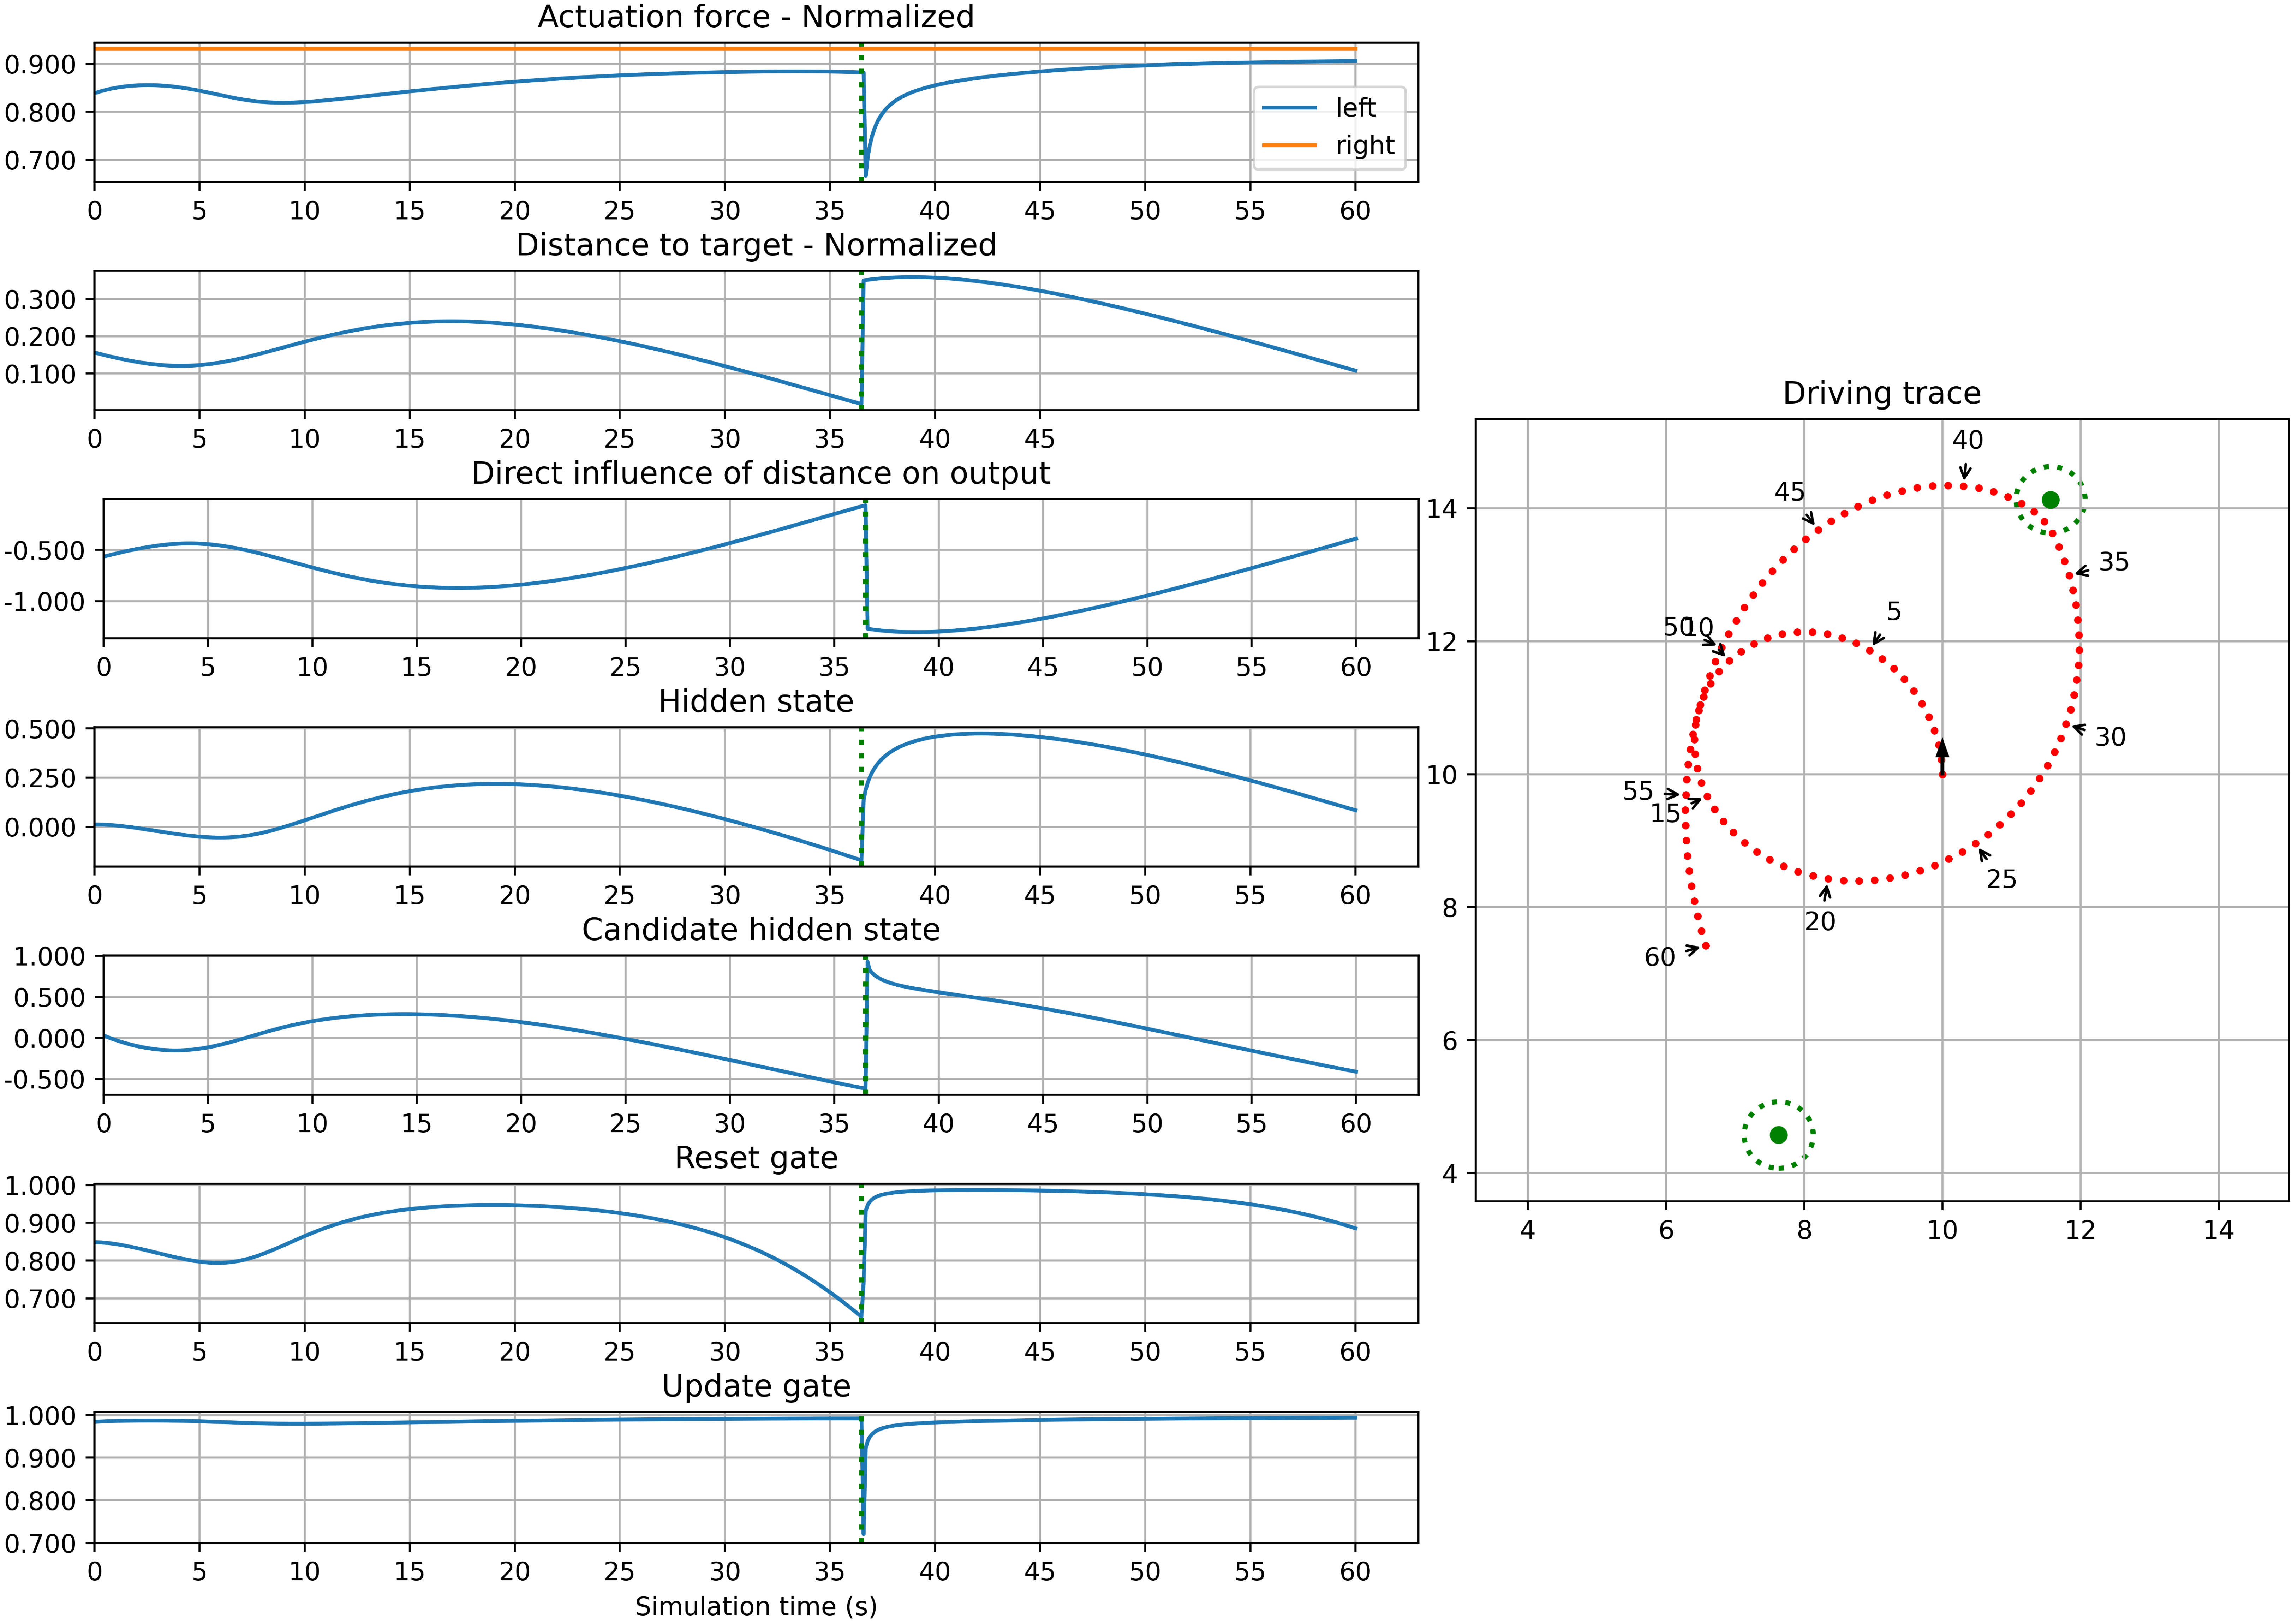 Actuation force - Normalized
0.900
0.800
0.700
left
right
0 5 10 15 20 25 30 35 40 45 50 55 60
Distance to target - Normalized
0.300
0.200
0.100
0 5 10 15 20 25 30 35 40 45
Direct influence of distance on output
-0.500
-1.000
0 5 10 15 20 25 30 35 40 45 50 55 60
Hidden state
0.500
0.250
0.000
0 5 10 15 20 25 30 35 40 45 50 55 60
Candidate hidden state
1.000
0.500
0.000
-0.500
0 5 10 15 20 25 30 35 40 45 50 55 60
Reset gate
1.000
0.900
0.800
0.700
0 5 10 15 20 25 30 35 40 45 50 55 60
Update gate
1.000
0.900
0.800
0.700
0 5 10 15 20 25 30 35 40 45 50 55 60
Simulation time (s)
Driving trace
14
12
10
8
6
4
40
45
35
5
50
10
30
55
15
25
20
60
4 6 8 10 12 14